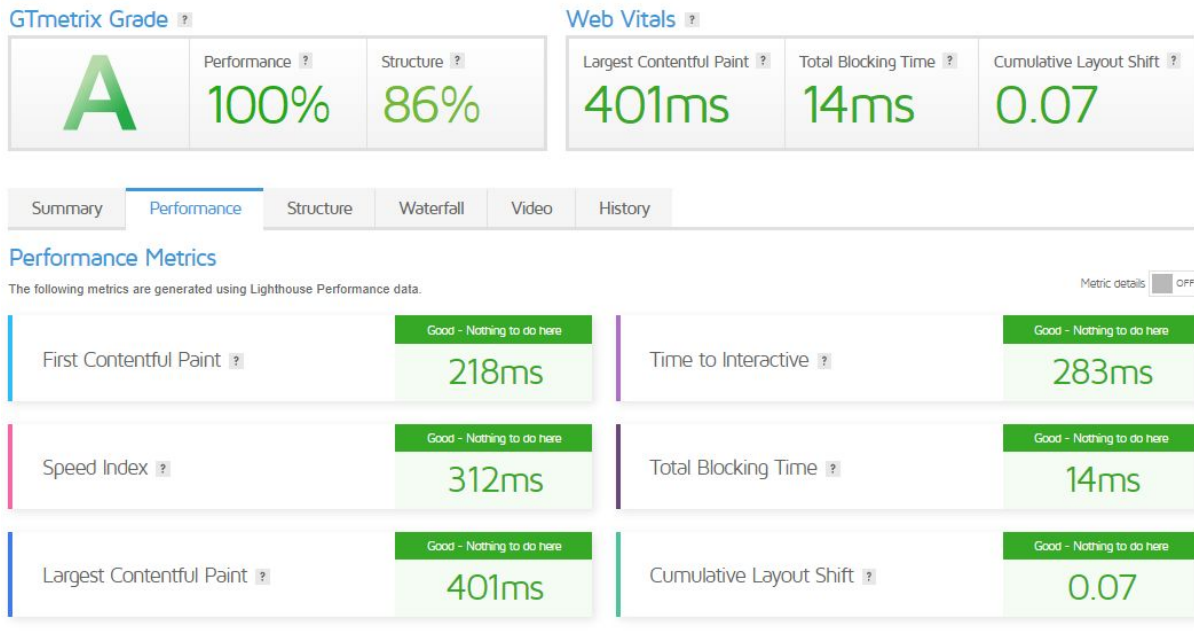 GTmetrix Grade ?
Web Vitals ?
A
Performance ?
100%
Structure ?
86%
Largest Contentful Paint ?
401ms
Total Blocking Time ?
14ms
Cumulative Layout Shift ?
0.07
Summary Performance Structure Waterfall Video History
Performance Metrics
The following metrics are generated using Lighthouse Performance data.
Metric details OFF
First Contentful Paint ?
Good - Nothing to do here
218ms
Time to Interactive ?
Good - Nothing to do here
283ms
Speed Index ?
Good - Nothing to do here
312ms
Total Blocking Time ?
Good - Nothing to do here
14ms
Largest Contentful Paint ?
Good - Nothing to do here
401ms
Cumulative Layout Shift ?
Good - Nothing to do here
0.07